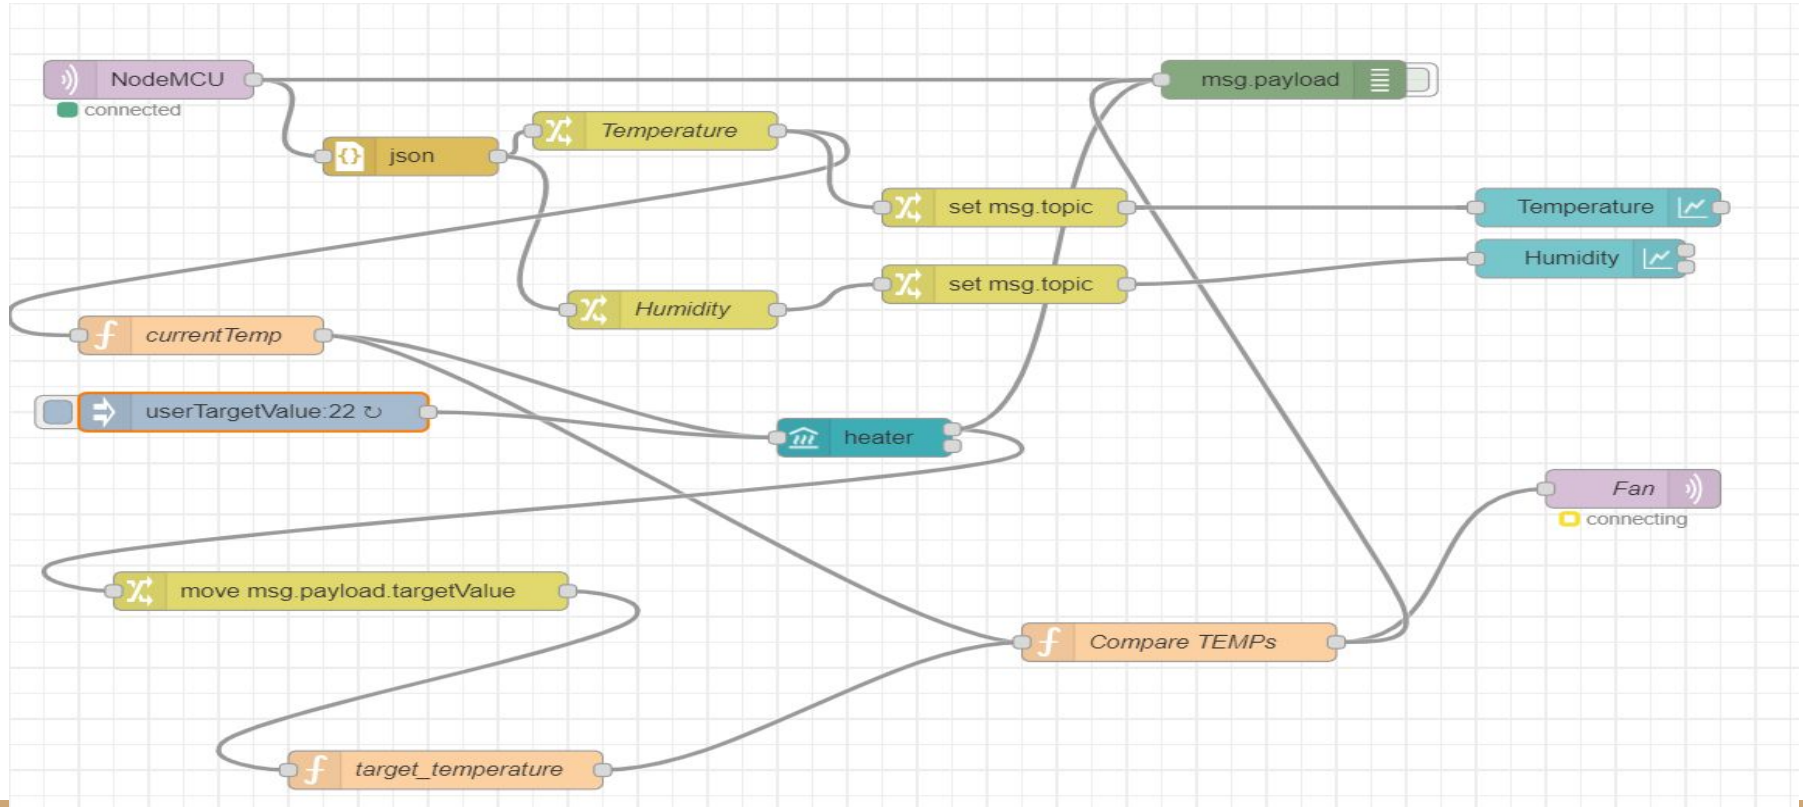 NodeMCU
msg.payload
connected
Temperature
json
set msg.topic
Temperature
Humidity
set msg.topic
Humidity
currentTemp
userTargetValue:22 ↻
heater
Fan
connecting
move msg.payload.targetValue
Compare TEMPs
target_temperature